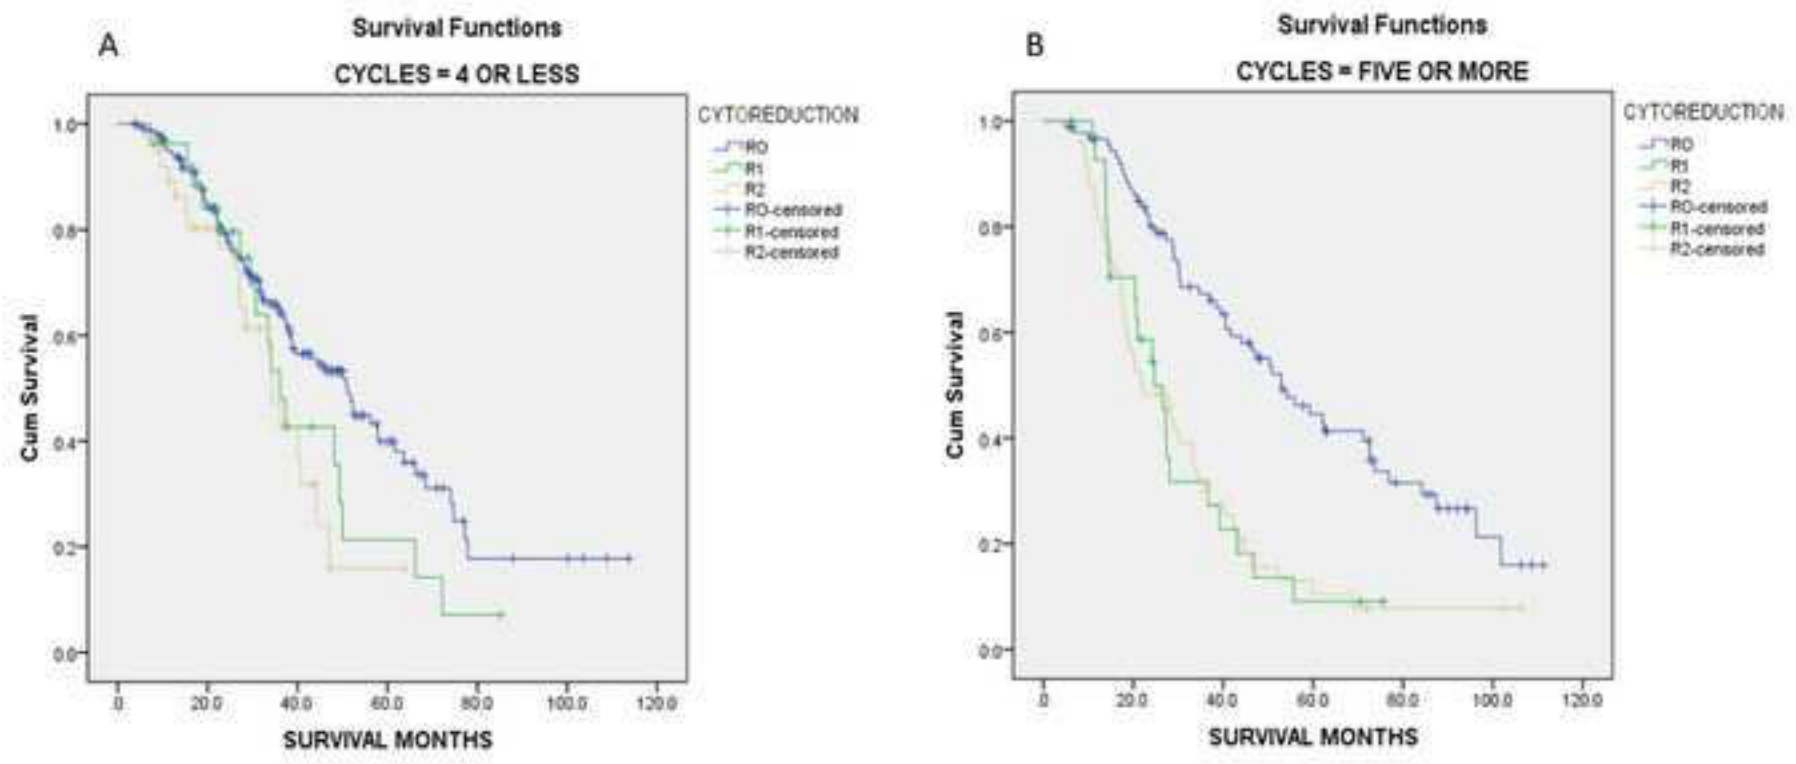 A
Survival Functions
CYCLES = 4 OR LESS
CYTOREDUCTION
RO
R1
R2
RO-censored
R1-censored
R2-censored
Cum Survival
1.0
0.8
0.6
0.4
0.2
0.0
.0 20.0 40.0 60.0 80.0 100.0 120.0
SURVIVAL MONTHS
B
Survival Functions
CYCLES = FIVE OR MORE
CYTOREDUCTION
RO
R1
R2
RO-censored
R1-censored
R2-censored
Cum Survival
1.0
0.8
0.6
0.4
0.2
0.0
.0 20.0 40.0 60.0 80.0 100.0 120.0
SURVIVAL MONTHS